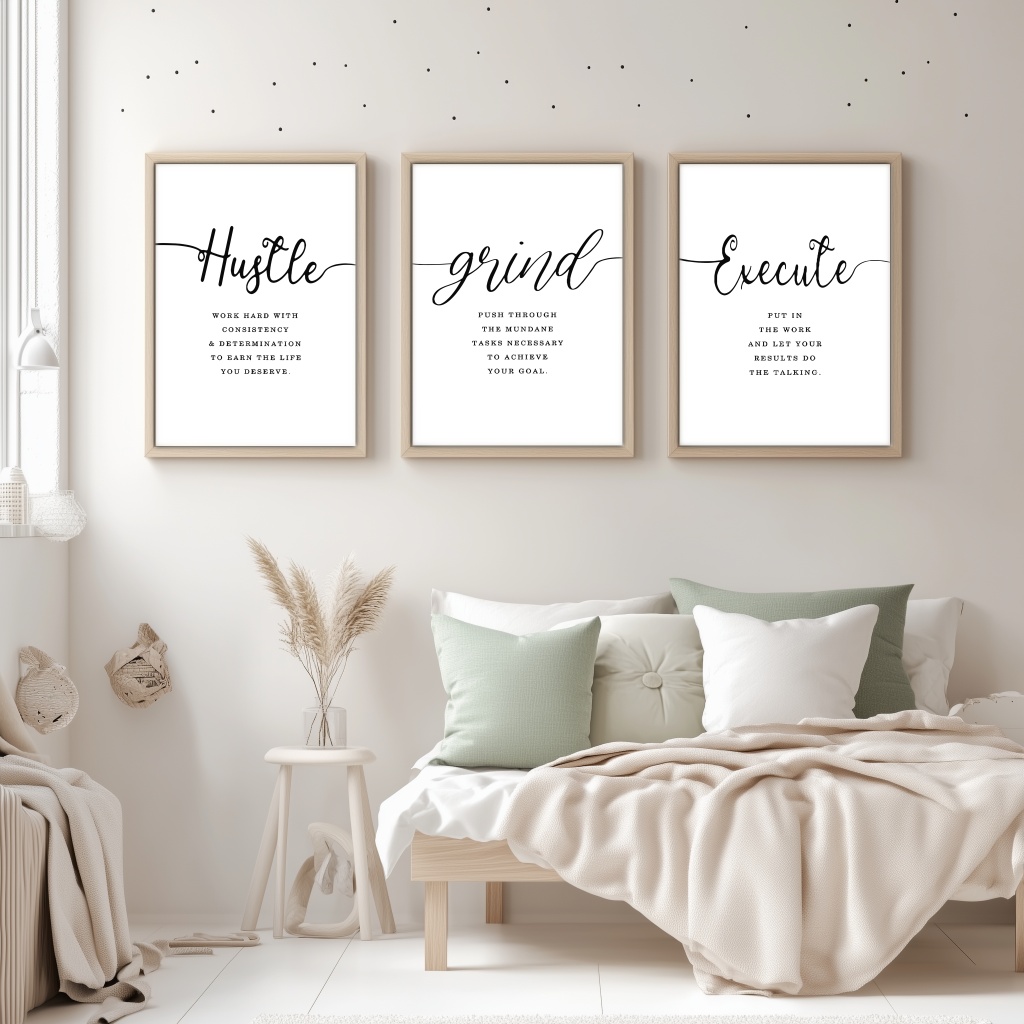 Hustle
WORK HARD WITH
CONSISTENCY
& DETERMINATION
TO EARN THE LIFE
YOU DESERVE.
grind
PUSH THROUGH
THE MUNDANE
TASKS NECESSARY
TO ACHIEVE
YOUR GOAL.
Execute
PUT IN
THE WORK
AND LET YOUR
RESULTS DO
THE TALKING.